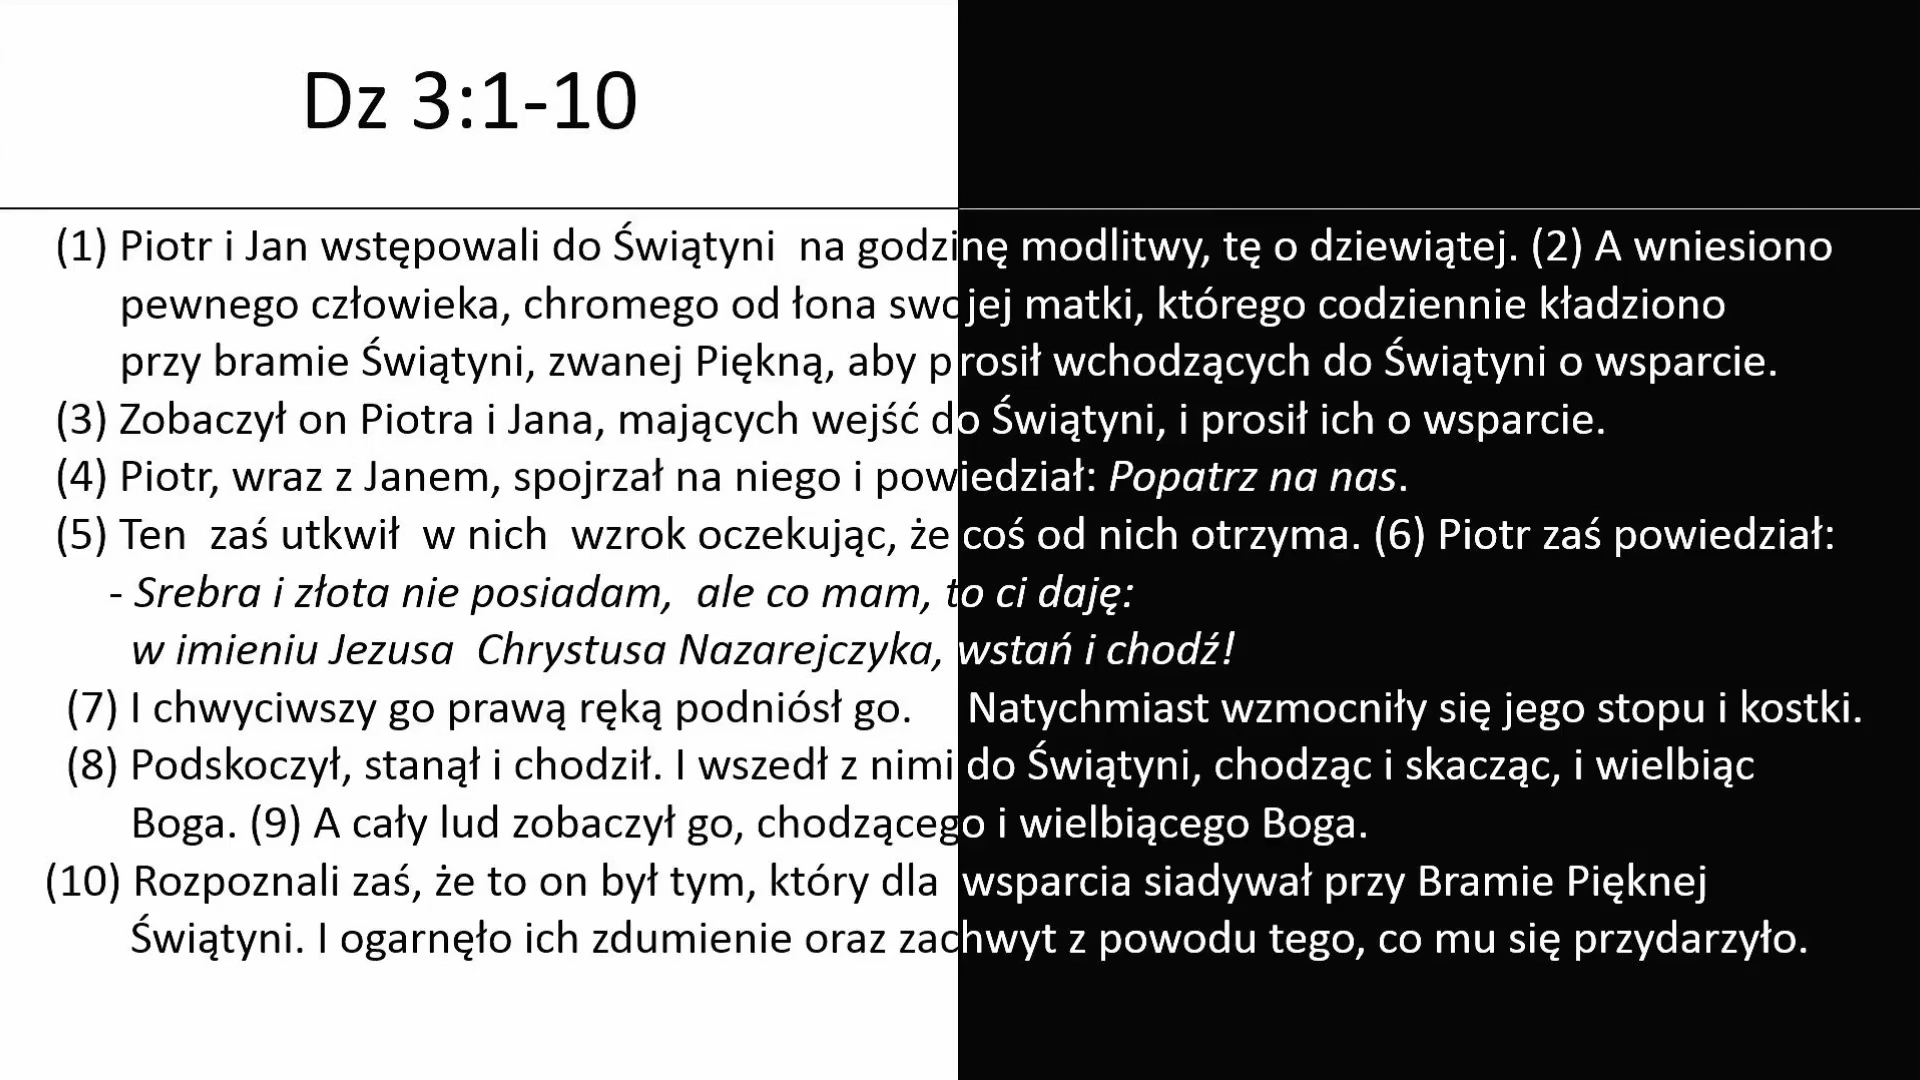 Dz 3:1-10
(1) Piotr i Jan wstępowali do Świątyni na godzinę modlitwy, tę o dziewiątej. (2) A wniesiono
pewnego człowieka, chromego od łona swojej matki, którego codziennie kładziono
przy bramie Świątyni, zwanej Piękną, aby prosił wchodzących do Świątyni o wsparcie.
(3) Zobaczył on Piotra i Jana, mających wejść do Świątyni, i prosił ich o wsparcie.
(4) Piotr, wraz z Janem, spojrzał na niego i powiedział: Popatrz na nas.
(5) Ten zaś utkwił w nich wzrok oczekując, że coś od nich otrzyma. (6) Piotr zaś powiedział:
- Srebra i złota nie posiadam, ale co mam, to ci daję:
w imieniu Jezusa Chrystusa Nazarejczyka, wstań i chodź!
(7) I chwyciwszy go prawą ręką podniósł go. Natychmiast wzmocniły się jego stopu i kostki.
(8) Podskoczył, stanął i chodził. I wszedł z nimi do Świątyni, chodząc i skacząc, i wielbiąc
Boga. (9) A cały lud zobaczył go, chodzącego i wielbiącego Boga.
(10) Rozpoznali zaś, że to on był tym, który dla wsparcia siadywał przy Bramie Pięknej
Świątyni. I ogarnęło ich zdumienie oraz zachwyt z powodu tego, co mu się przydarzyło.